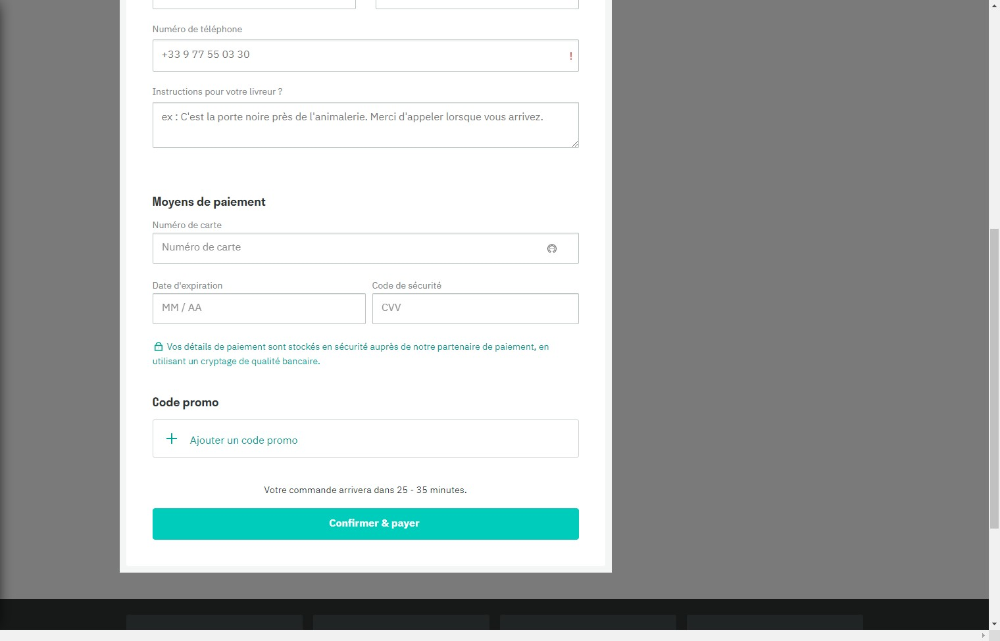 Numéro de téléphone
+33 9 77 55 03 30
!
Instructions pour votre livreur ?
ex : C'est la porte noire près de l'animalerie. Merci d'appeler lorsque vous arrivez.
Moyens de paiement
Numéro de carte
Numéro de carte
Date d'expiration
Code de sécurité
MM / AA
CVV
Vos détails de paiement sont stockés en sécurité auprès de notre partenaire de paiement, en
utilisant un cryptage de qualité bancaire.
Code promo
+ Ajouter un code promo
Votre commande arrivera dans 25 - 35 minutes.
Confirmer & payer